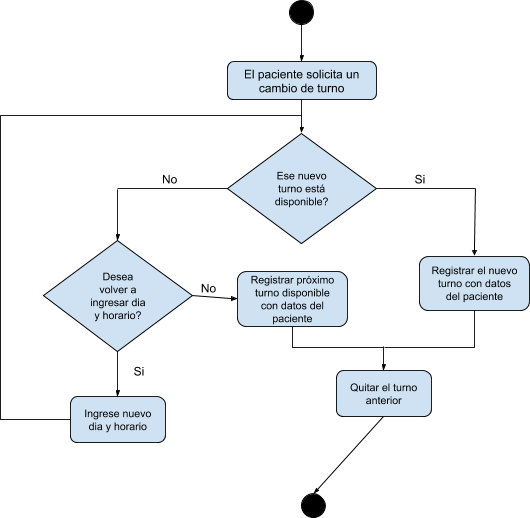 El paciente solicita un
cambio de turno
Ese nuevo
turno está
disponible?
No
Si
Desea
volver a
ingresar dia
y horario?
No
Registrar próximo
turno disponible
con datos del
paciente
Registrar el nuevo
turno con datos
del paciente
Si
Quitar el turno
anterior
Ingrese nuevo
dia y horario